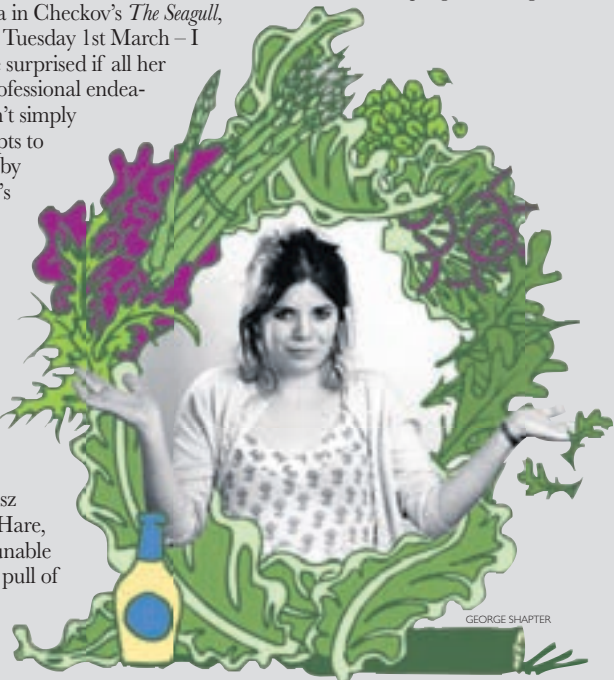 a in Checkov's The Seagull,
Tuesday 1st March – I
surprised if all her
ofessional endea-
n't simply
pts to
by
's
sz
Hare,
unable
pull of
GEORGE SHAPTER